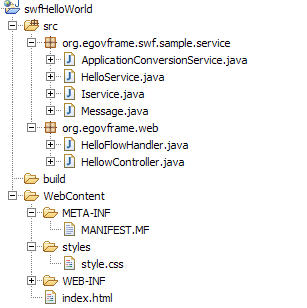 swfHelloWorld
src
org.egovframe.swf.sample.service
ApplicationConversionService.java
HelloService.java
Iservice.java
Message.java
org.egovframe.web
HelloFlowHandler.java
HellowController.java
build
WebContent
META-INF
MANIFEST.MF
styles
style.css
WEB-INF
index.html